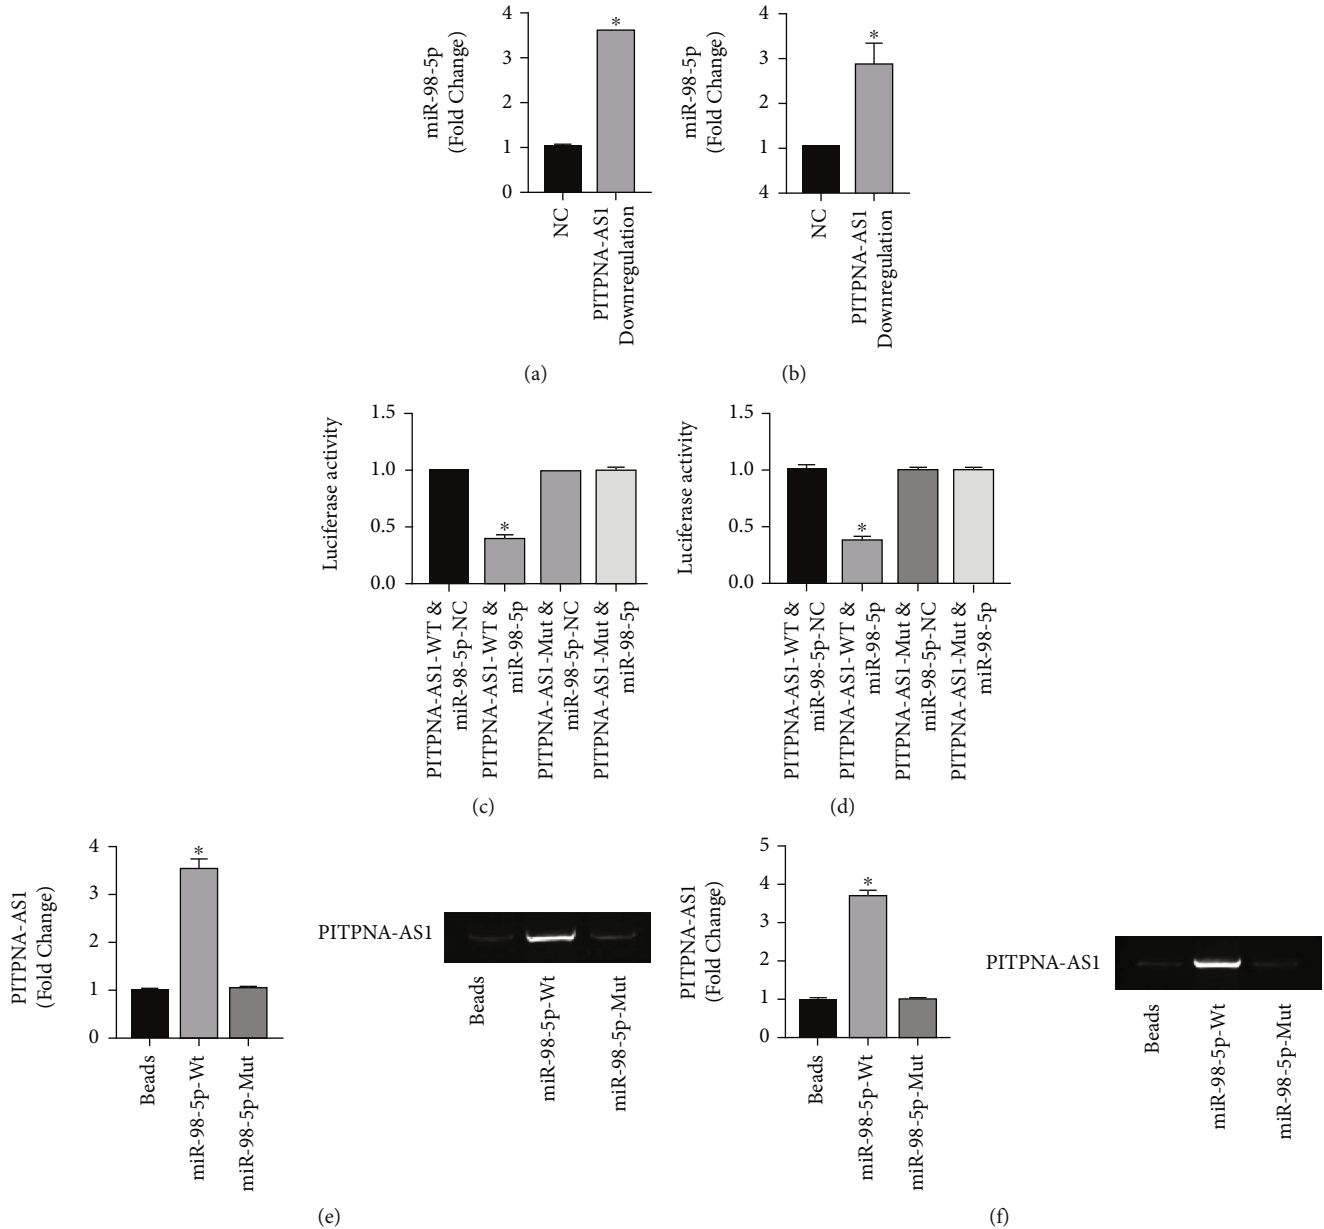 miR-98-5p
(Fold Change)
4
3
2
1
0
*
NC
PITPNA-AS1
Downregulation
(a)
miR-98-5p
(Fold Change)
4
3
2
1
4
*
NC
PITPNA-AS1
Downregulation
(b)
Luciferase activity
1.5
1.0
0.5
0.0
*
PITPNA-AS1-WT &
miR-98-5p-NC
PITPNA-AS1-WT &
miR-98-5p
PITPNA-AS1-Mut &
miR-98-5p-NC
PITPNA-AS1-Mut &
miR-98-5p
(c)
Luciferase activity
1.5
1.0
0.5
0.0
*
PITPNA-AS1-WT &
miR-98-5p-NC
PITPNA-AS1-WT &
miR-98-5p
PITPNA-AS1-Mut &
miR-98-5p-NC
PITPNA-AS1-Mut &
miR-98-5p
(d)
PITPNA-AS1
(Fold Change)
4
3
2
1
0
*
Beads
miR-98-5p-Wt
miR-98-5p-Mut
PITPNA-AS1
Beads
miR-98-5p-Wt
miR-98-5p-Mut
(e)
PITPNA-AS1
(Fold Change)
5
4
3
2
1
0
*
Beads
miR-98-5p-Wt
miR-98-5p-Mut
PITPNA-AS1
Beads
miR-98-5p-Wt
miR-98-5p-Mut
(f)